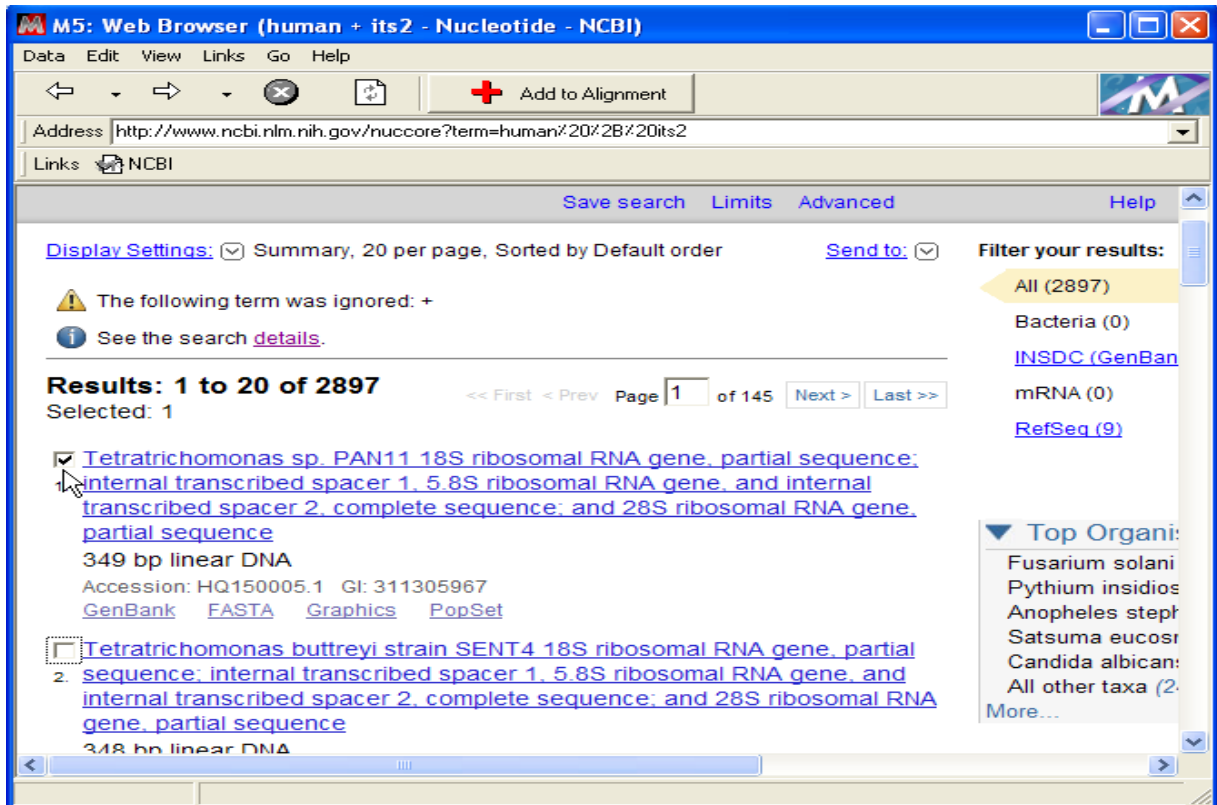 M5: Web Browser (human + its2 - Nucleotide - NCBI)
Data Edit View Links Go Help
Add to Alignment
Address http://www.ncbi.nlm.nih.gov/nuccore?term=human%20%2B%20its2
Links NCBI
Save search Limits Advanced Help
Display Settings: Summary, 20 per page, Sorted by Default order Send to:
Filter your results:
All (2897)
Bacteria (0)
INSDC (GenBan
mRNA (0)
RefSeq (9)
The following term was ignored: +
See the search details.
Results: 1 to 20 of 2897
<< First < Prev Page 1 of 145 Next > Last >>
Selected: 1
Tetratrichomonas sp. PAN11 18S ribosomal RNA gene, partial sequence;
1. internal transcribed spacer 1, 5.8S ribosomal RNA gene, and internal
transcribed spacer 2, complete sequence; and 28S ribosomal RNA gene,
partial sequence
349 bp linear DNA
Accession: HQ150005.1 GI: 311305967
GenBank FASTA Graphics PopSet
Tetratrichomonas buttreyi strain SENT4 18S ribosomal RNA gene, partial
2. sequence; internal transcribed spacer 1, 5.8S ribosomal RNA gene, and
internal transcribed spacer 2, complete sequence; and 28S ribosomal RNA
gene, partial sequence
348 bp linear DNA
Top Organi
Fusarium solani
Pythium insidios
Anopheles steph
Satsuma eucosm
Candida albican
All other taxa (2
More...